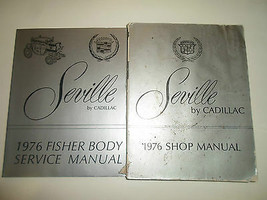 Seville
by CADILLAC
1976 FISHER BODY
SERVICE MANUAL
Seville
by CADILLAC
1976 SHOP MANUAL